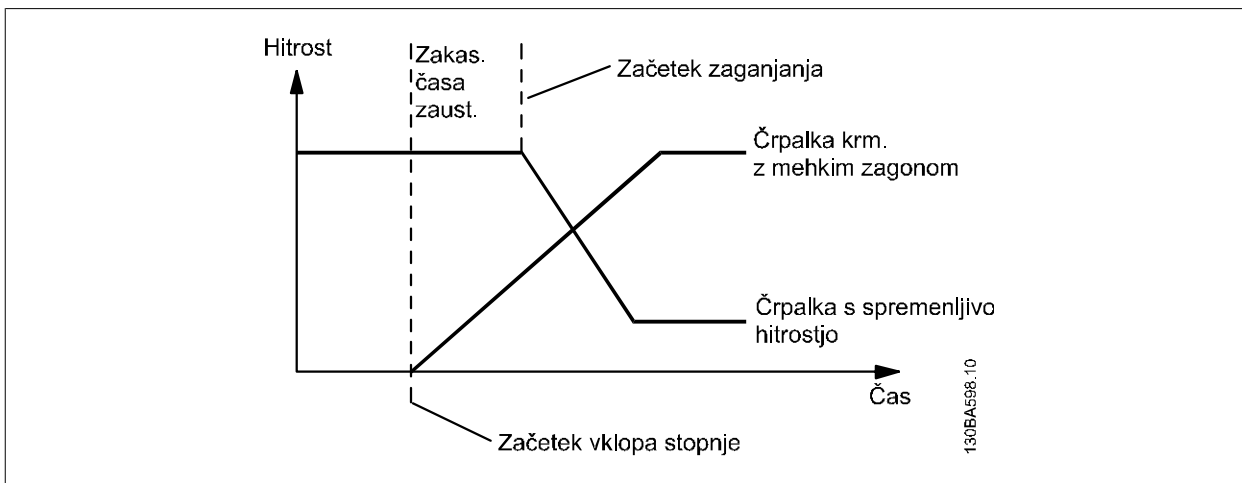 Hitrost
Zakas.
časa
zaust.
Začetek zaganjanja
Črpalka krm.
z mehkim zagonom
Črpalka s spremenljivo
hitrostjo
Čas
Začetek vklopa stopnje
130BA598.10